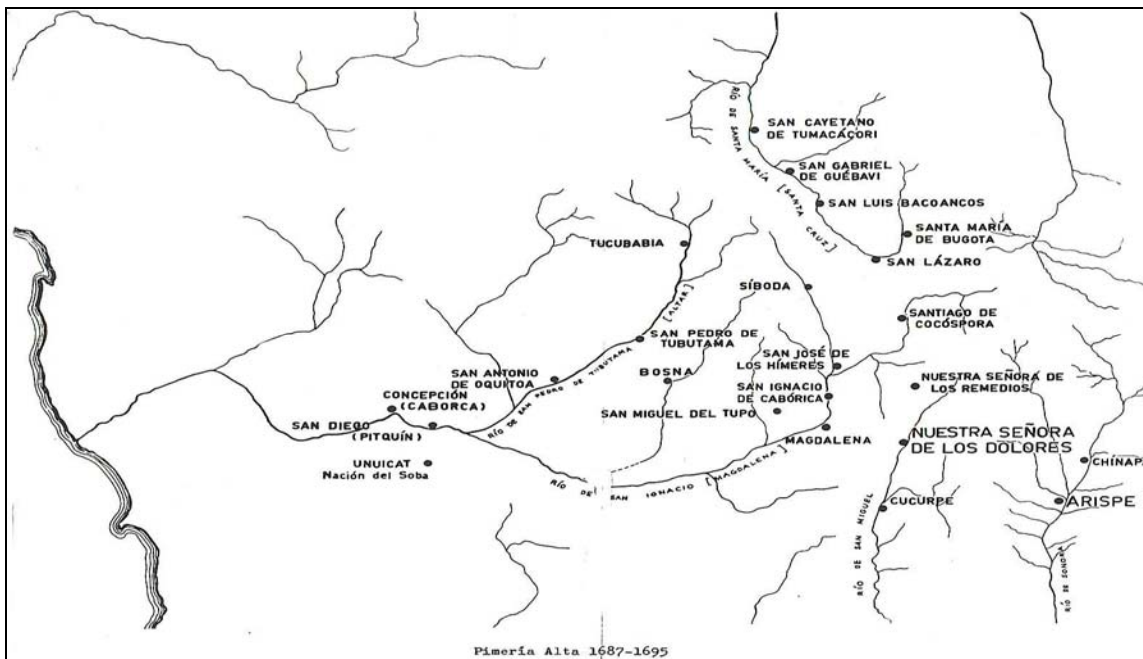 RÍO DE SANTA MARÍA [SANTA CRUZ]
SAN CAYETANO
DE TUMACÁCORI
SAN GABRIEL
DE GUÉBAVI
SAN LUIS BACOANCOS
SANTA MARÍA
DE BUGOTA
SAN LÁZARO
TUCUBABIA
SÍBODA
SANTIAGO DE
COCÓSPORA
[ALTAR]
SAN PEDRO DE
TUBUTAMA
RÍO DE SAN PEDRO DE TUBUTAMA
SAN JOSÉ DE
LOS HÍMERES
BOSNA
SAN ANTONIO
DE OQUITOA
NUESTRA SEÑORA DE
LOS REMEDIOS
SAN IGNACIO
DE CABÓRICA
CONCEPCIÓN
(CABORCA)
SAN MIGUEL DEL TUPO
SAN DIEGO
(PITQUÍN)
MAGDALENA
NUESTRA SEÑORA
DE LOS DOLORES
CHÍNAP
UNUICAT
Nación del Soba
RÍO DE SAN IGNACIO [MAGDALENA]
CUCURPE
ARISPE
RÍO DE SAN MIGUEL
RÍO DE SONORA
Pimería Alta 1687-1695